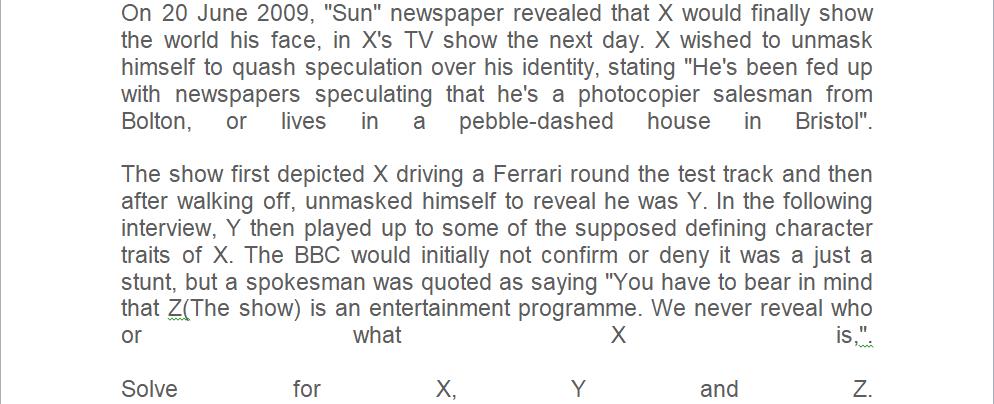 On 20 June 2009, "Sun" newspaper revealed that X would finally show
the world his face, in X's TV show the next day. X wished to unmask
himself to quash speculation over his identity, stating "He's been fed up
with newspapers speculating that he's a photocopier salesman from
Bolton, or lives in a pebble-dashed house in Bristol".
The show first depicted X driving a Ferrari round the test track and then
after walking off, unmasked himself to reveal he was Y. In the following
interview, Y then played up to some of the supposed defining character
traits of X. The BBC would initially not confirm or deny it was a just a
stunt, but a spokesman was quoted as saying "You have to bear in mind
that Z(The show) is an entertainment programme. We never reveal who
or what X is,".
Solve for X, Y and Z.